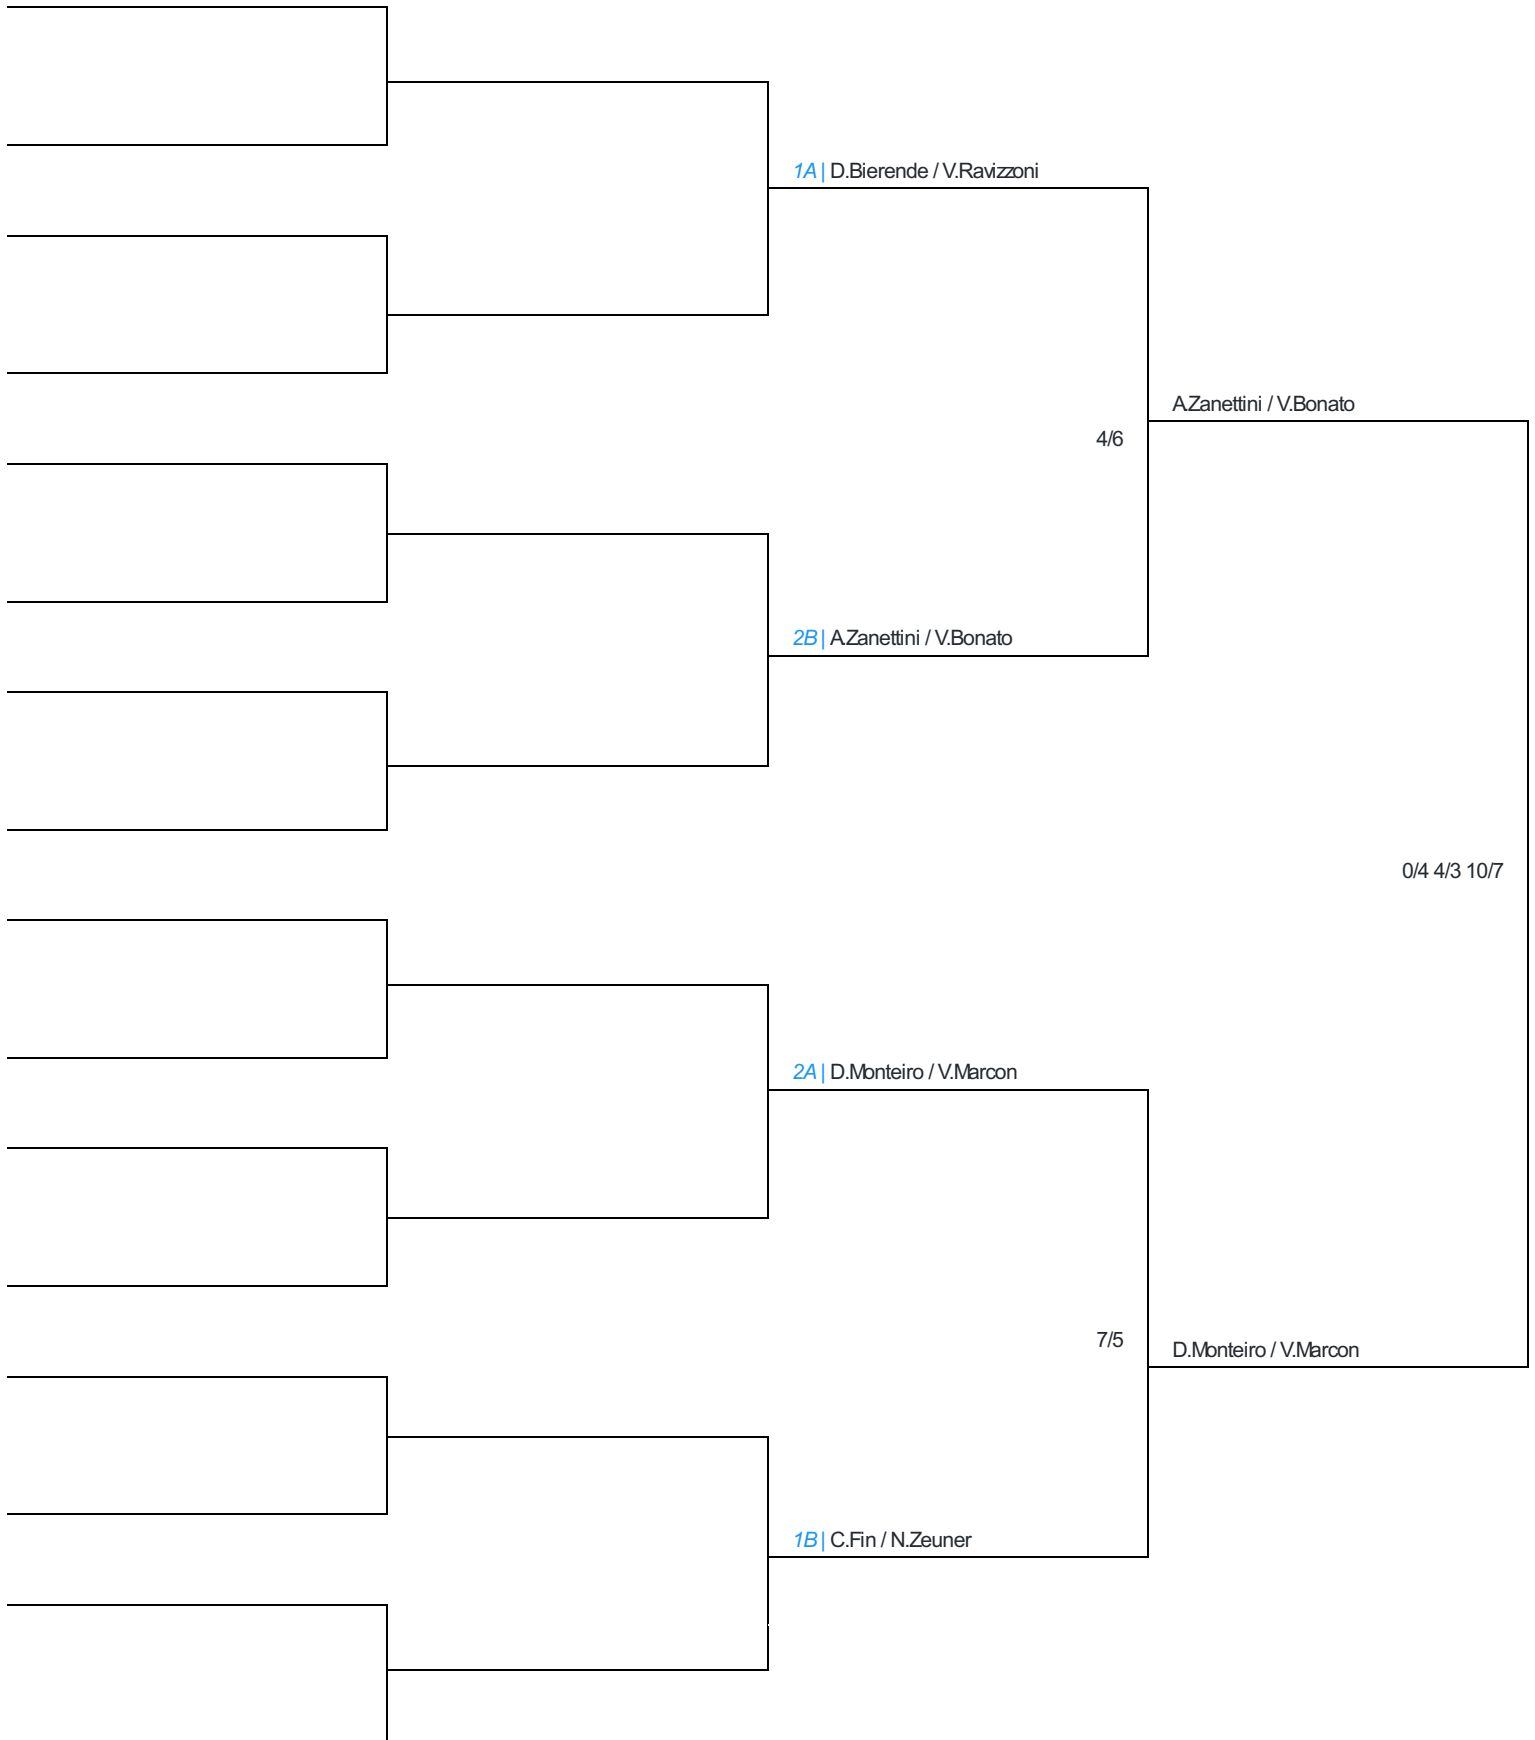 1A | D.Bierende / V.Ravizzoni
A.Zanettini / V.Bonato
4/6
2B | A.Zanettini / V.Bonato
0/4 4/3 10/7
2A | D.Monteiro / V.Marcon
7/5
D.Monteiro / V.Marcon
1B | C.Fin / N.Zeuner